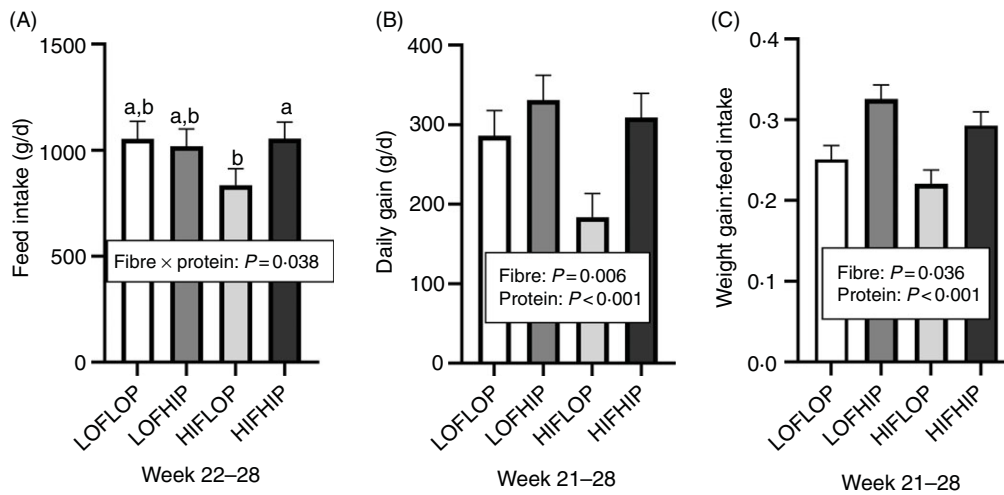 (A)
1500
1000
500
0
Feed intake (g/d)
a,b
a,b
b
a
Fibre × protein: P=0·038
LOFLOP
LOFHIP
HIFLOP
HIFHIP
Week 22–28
(B)
400
300
200
100
0
Daily gain (g/d)
Fibre: P=0·006
Protein: P<0·001
LOFLOP
LOFHIP
HIFLOP
HIFHIP
Week 21–28
(C)
0·4
0·3
0·2
0·1
0·0
Weight gain:feed intake
Fibre: P=0·036
Protein: P<0·001
LOFLOP
LOFHIP
HIFLOP
HIFHIP
Week 21–28